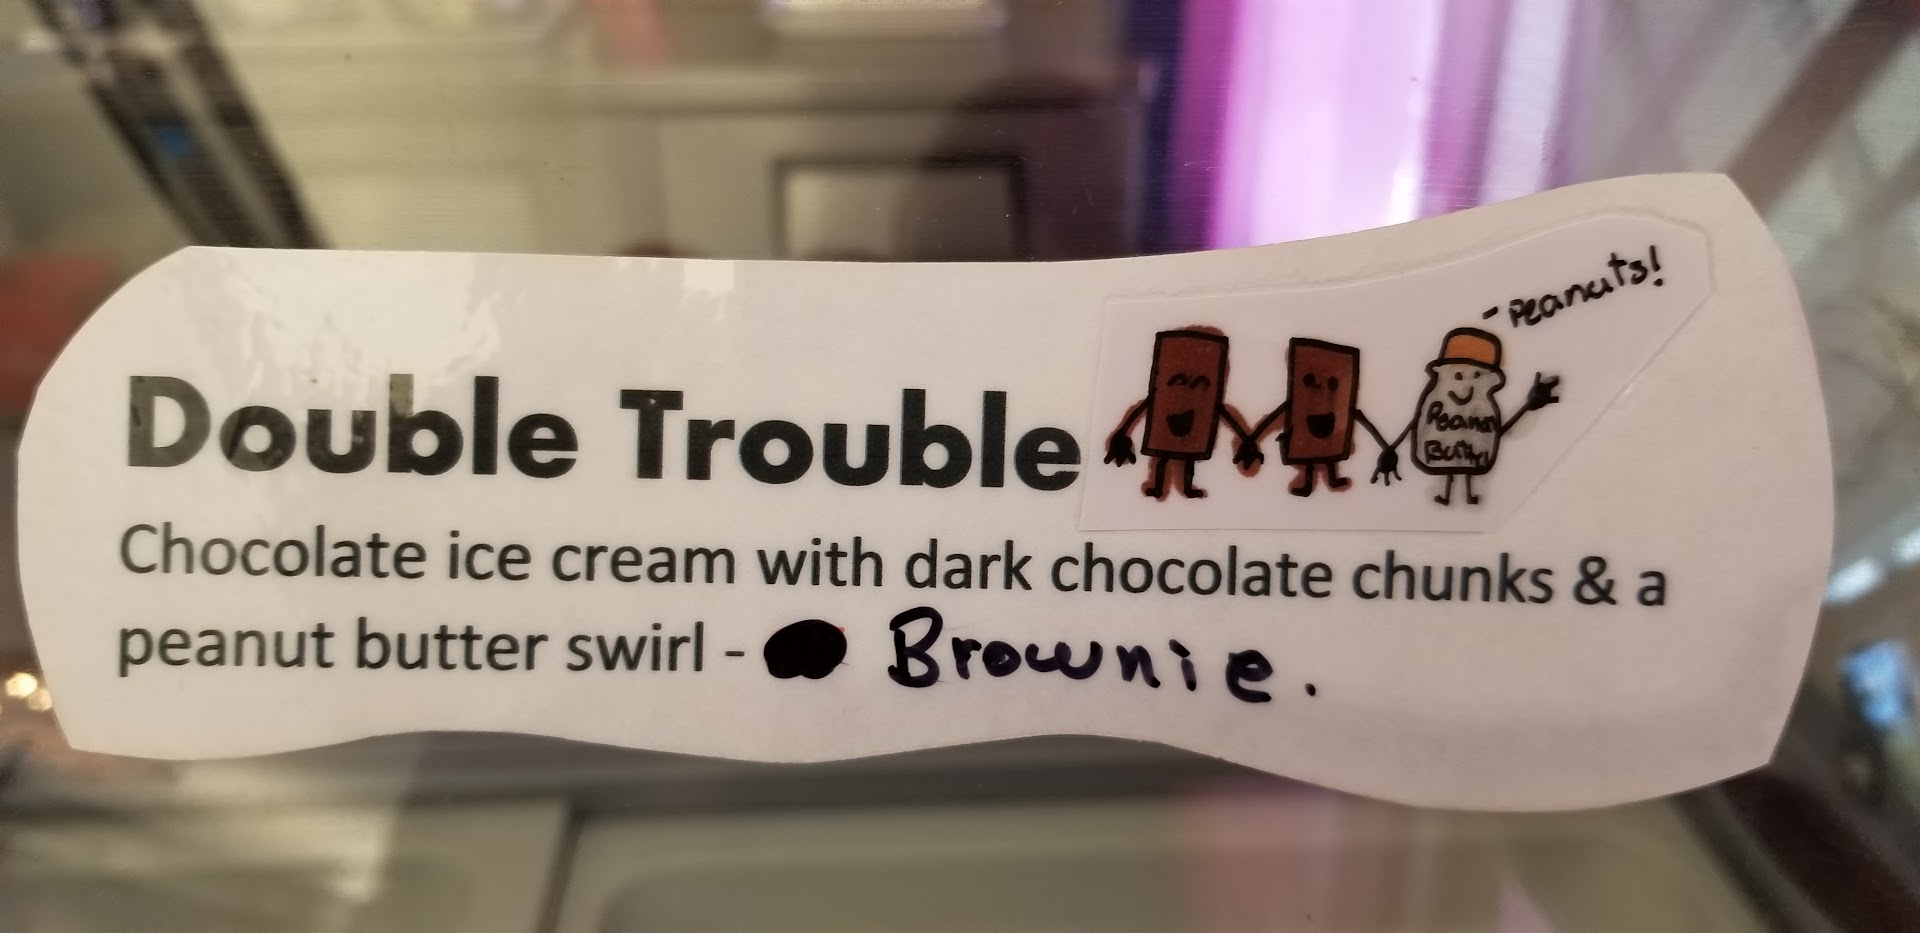 - Peanuts!
Double Trouble
Peanut
Butter
Chocolate ice cream with dark chocolate chunks & a
peanut butter swirl - Brownie.